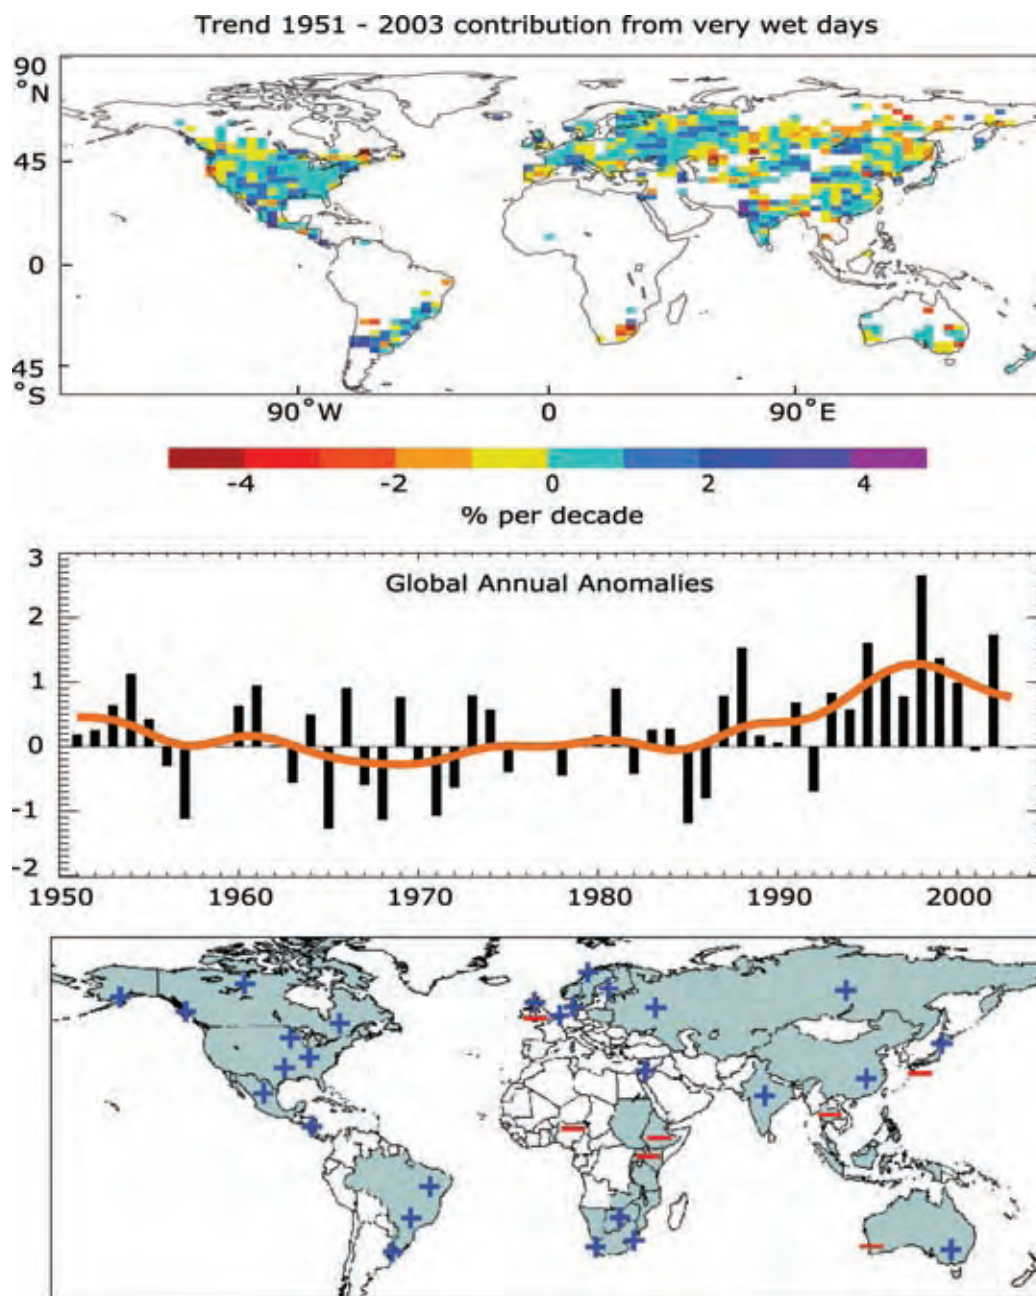 Trend 1951 - 2003 contribution from very wet days
90
°N
45
0
45
°S
90°W 0 90°E
-4 -2 0 2 4
% per decade
3
Global Annual Anomalies
2
1
0
-1
-2
1950 1960 1970 1980 1990 2000